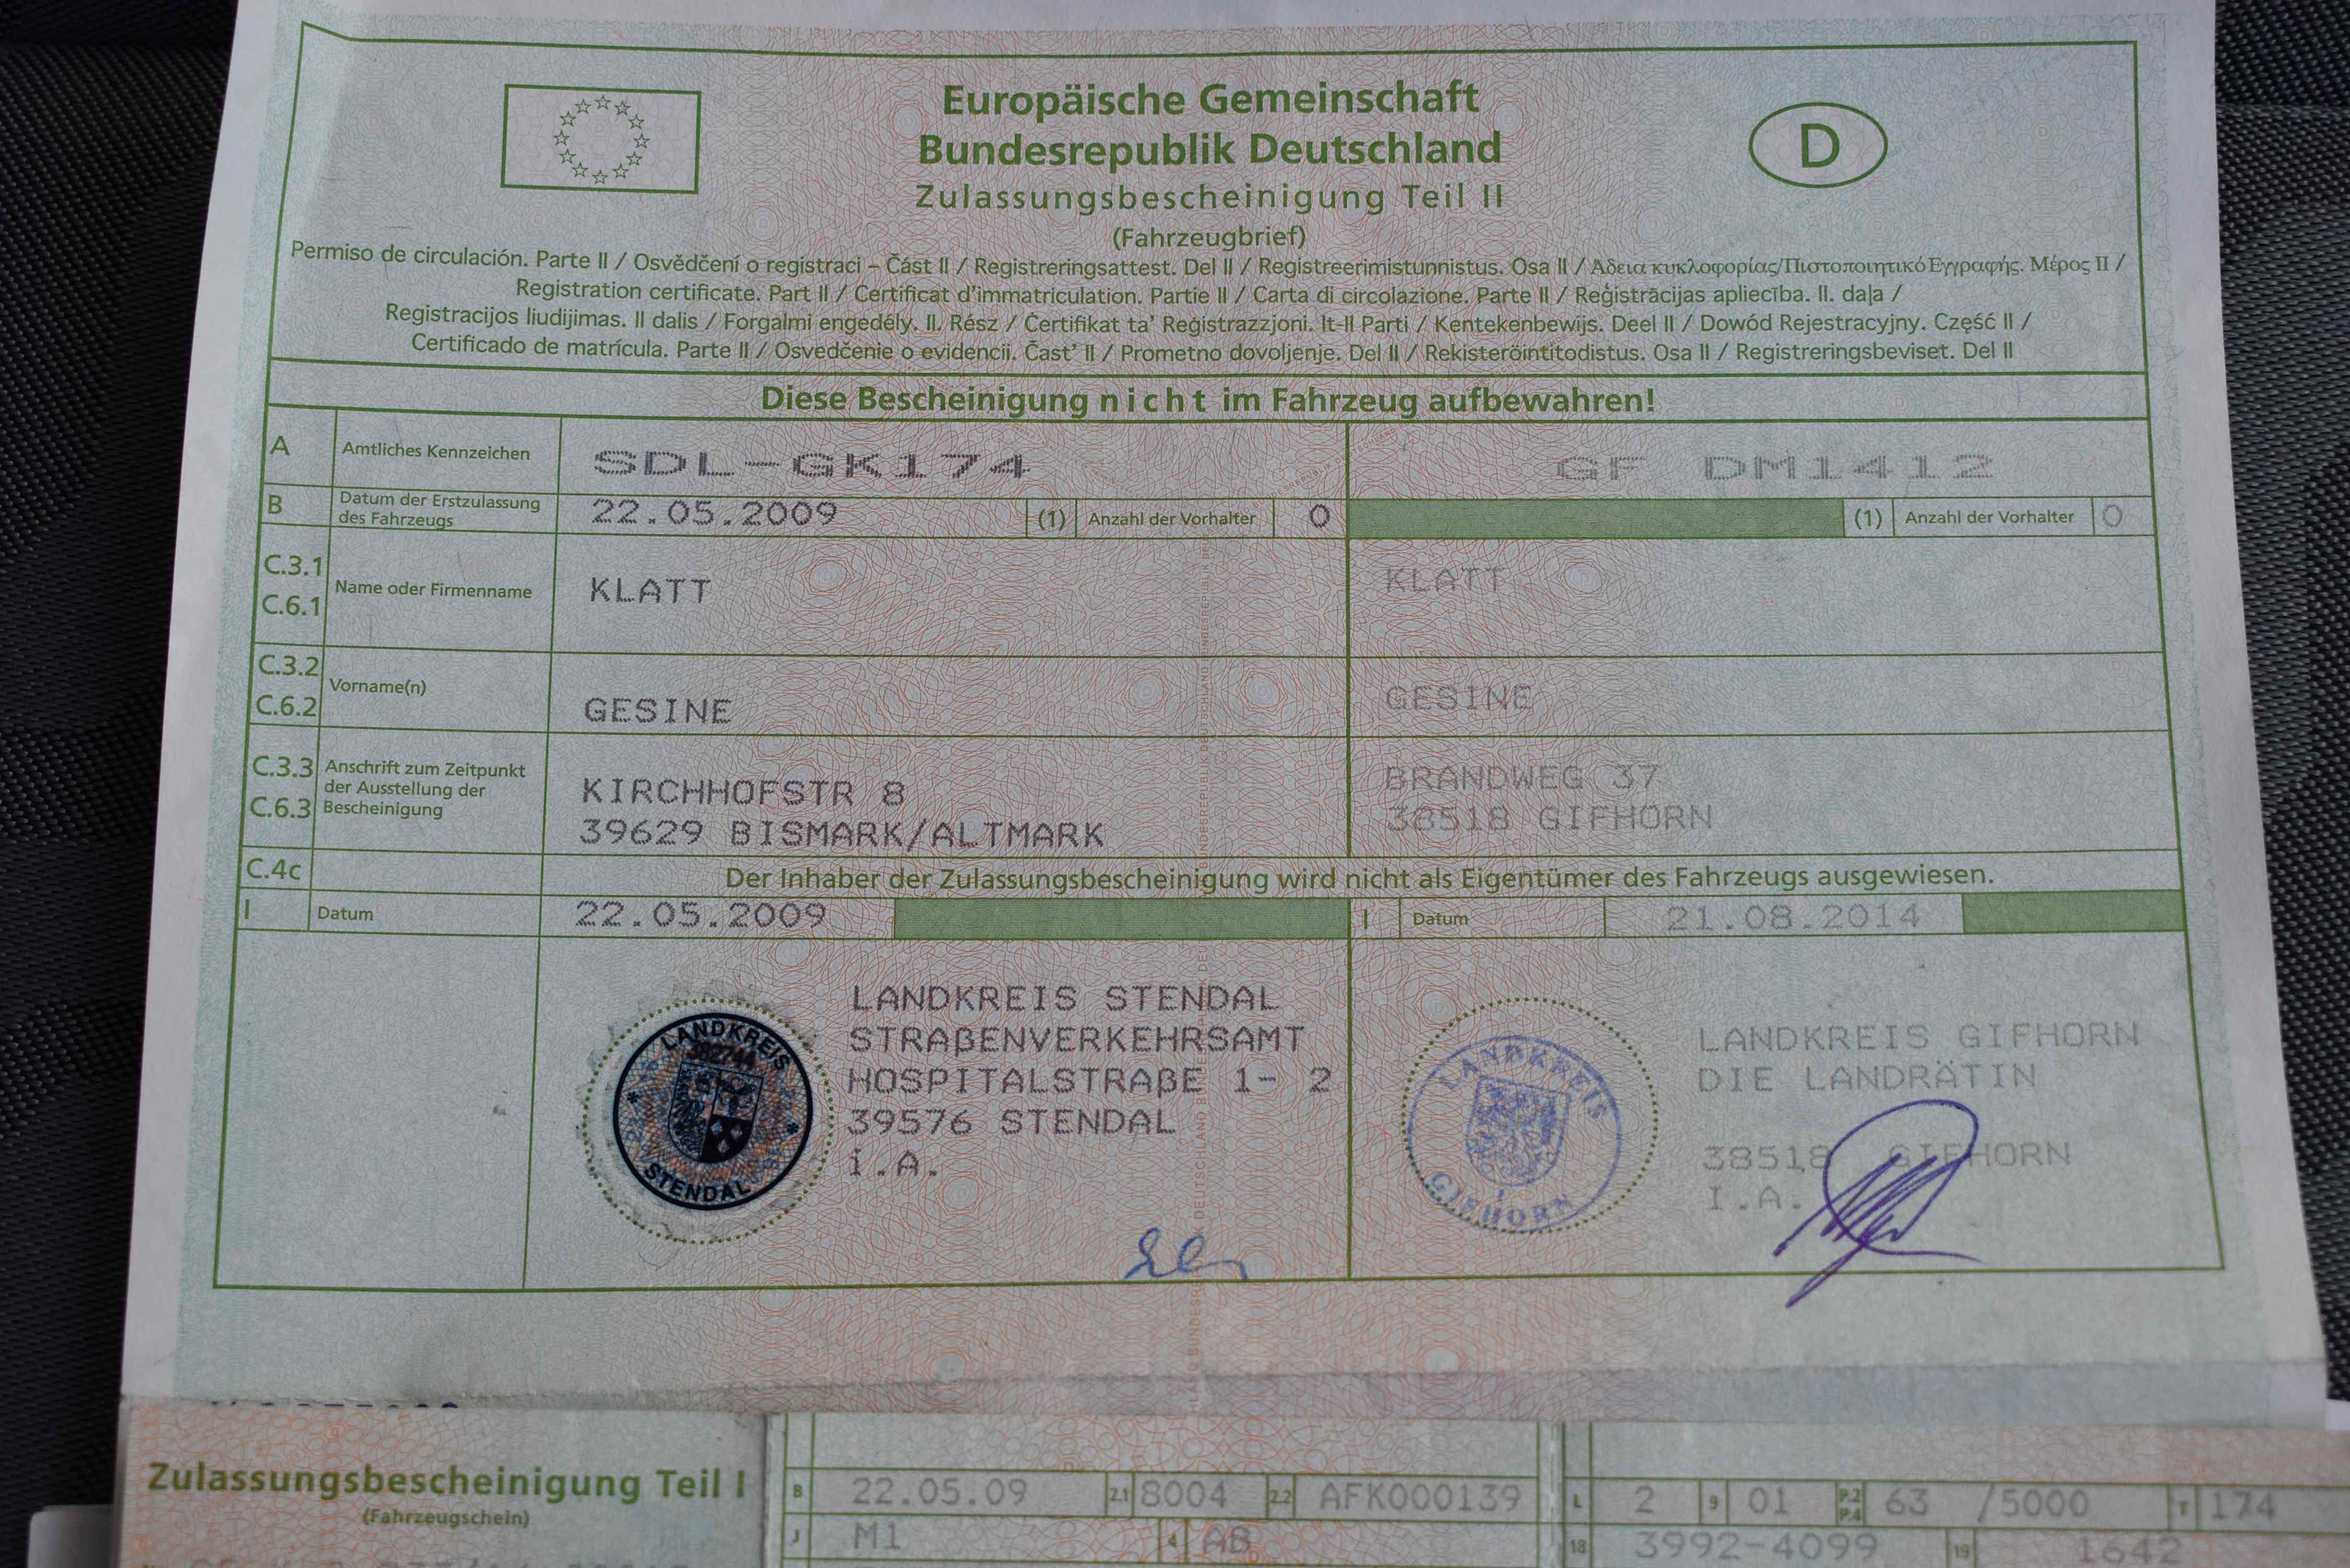 Europäische Gemeinschaft
Bundesrepublik Deutschland
D
Zulassungsbescheinigung Teil II
(Fahrzeugbrief)
Permiso de circulación. Parte II / Osvědčení o registraci – Část II / Registreringsattest. Del II / Registreerimistunnistus. Osa II / Άδεια κυκλοφορίας/Πιστοποιητικό Εγγραφής. Μέρος II /
Registration certificate. Part II / Certificat d'immatriculation. Partie II / Carta di circolazione. Parte II / Reģistrācijas apliecība. II. daļa /
Registracijos liudijimas. II dalis / Forgalmi engedély. II. Rész / Ċertifikat ta' Reġistrazzjoni. It-II Parti / Kentekenbewijs. Deel II / Dowód Rejestracyjny. Część II /
Certificado de matrícula. Parte II / Osvedčenie o evidencii. Čast' II / Prometno dovoljenje. Del II / Rekisteröintitodistus. Osa II / Registreringsbeviset. Del II
Diese Bescheinigung nicht im Fahrzeug aufbewahren!
A Amtliches Kennzeichen SDL-GK174 GF DM1412
B Datum der Erstzulassung des Fahrzeugs 22.05.2009 (1) Anzahl der Vorhalter 0 (1) Anzahl der Vorhalter 0
C.3.1
C.6.1
Name oder Firmenname KLATT KLATT
C.3.2
C.6.2
Vorname(n) GESINE GESINE
C.3.3
C.6.3
Anschrift zum Zeitpunkt
der Ausstellung der
Bescheinigung
KIRCHHOFSTR 8
39629 BISMARK/ALTMARK
BRANDWEG 37
38518 GIFHORN
C.4c Der Inhaber der Zulassungsbescheinigung wird nicht als Eigentümer des Fahrzeugs ausgewiesen.
I Datum 22.05.2009 I Datum 21.08.2014
LANDKREIS
STENDAL
LANDKREIS STENDAL
STRAßENVERKEHRSAMT
HOSPITALSTRAßE 1- 2
39576 STENDAL
i.A.
LANDKREIS
GIFHORN
LANDKREIS GIFHORN
DIE LANDRÄTIN
38518 GIFHORN
I.A.
Zulassungsbescheinigung Teil I
(Fahrzeugschein)
B 22.05.09 2.1 8004 2.2 AFK000139 L 2 9 01 P.2 P.4 63 /5000 T 174
J M1 4 AB 18 3992-4099 19 1642